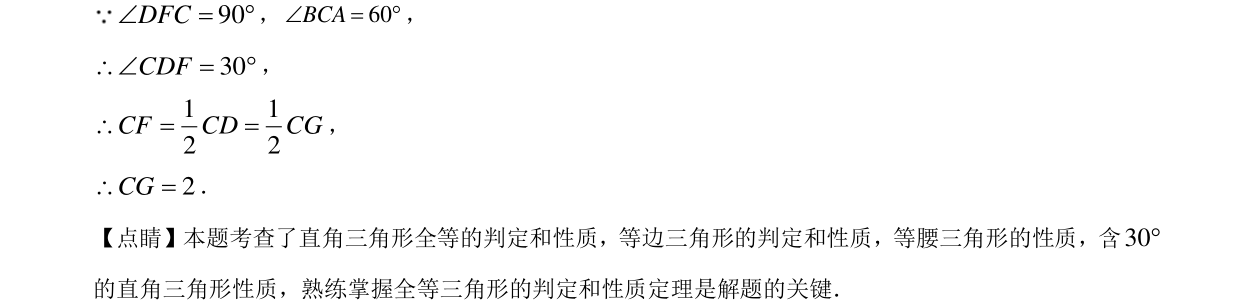 ∵∠DFC=90°，∠BCA=60°，
∴∠CDF=30°，
∴CF=\frac{1}{2}CD=\frac{1}{2}CG，
∴CG=2．
【点睛】本题考查了直角三角形全等的判定和性质，等边三角形的判定和性质，等腰三角形的性质，含30°
的直角三角形性质，熟练掌握全等三角形的判定和性质定理是解题的关键．